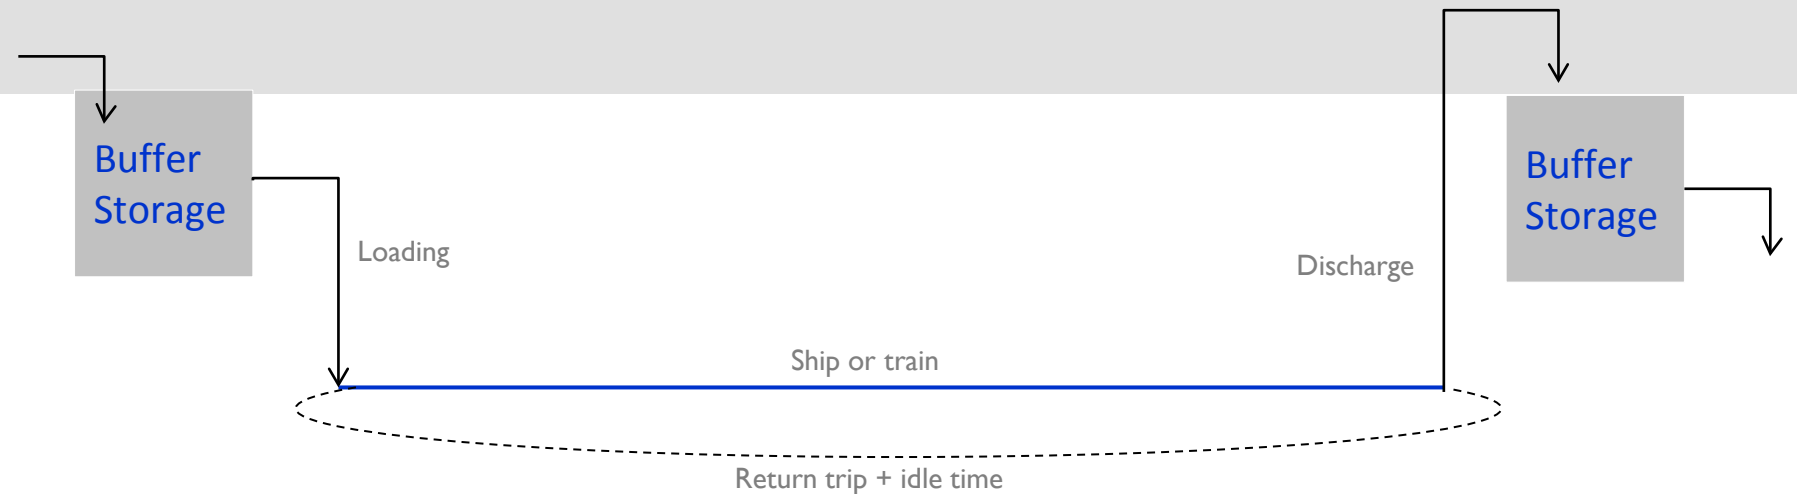 Buffer
Storage
Loading
Ship or train
Return trip + idle time
Discharge
Buffer
Storage